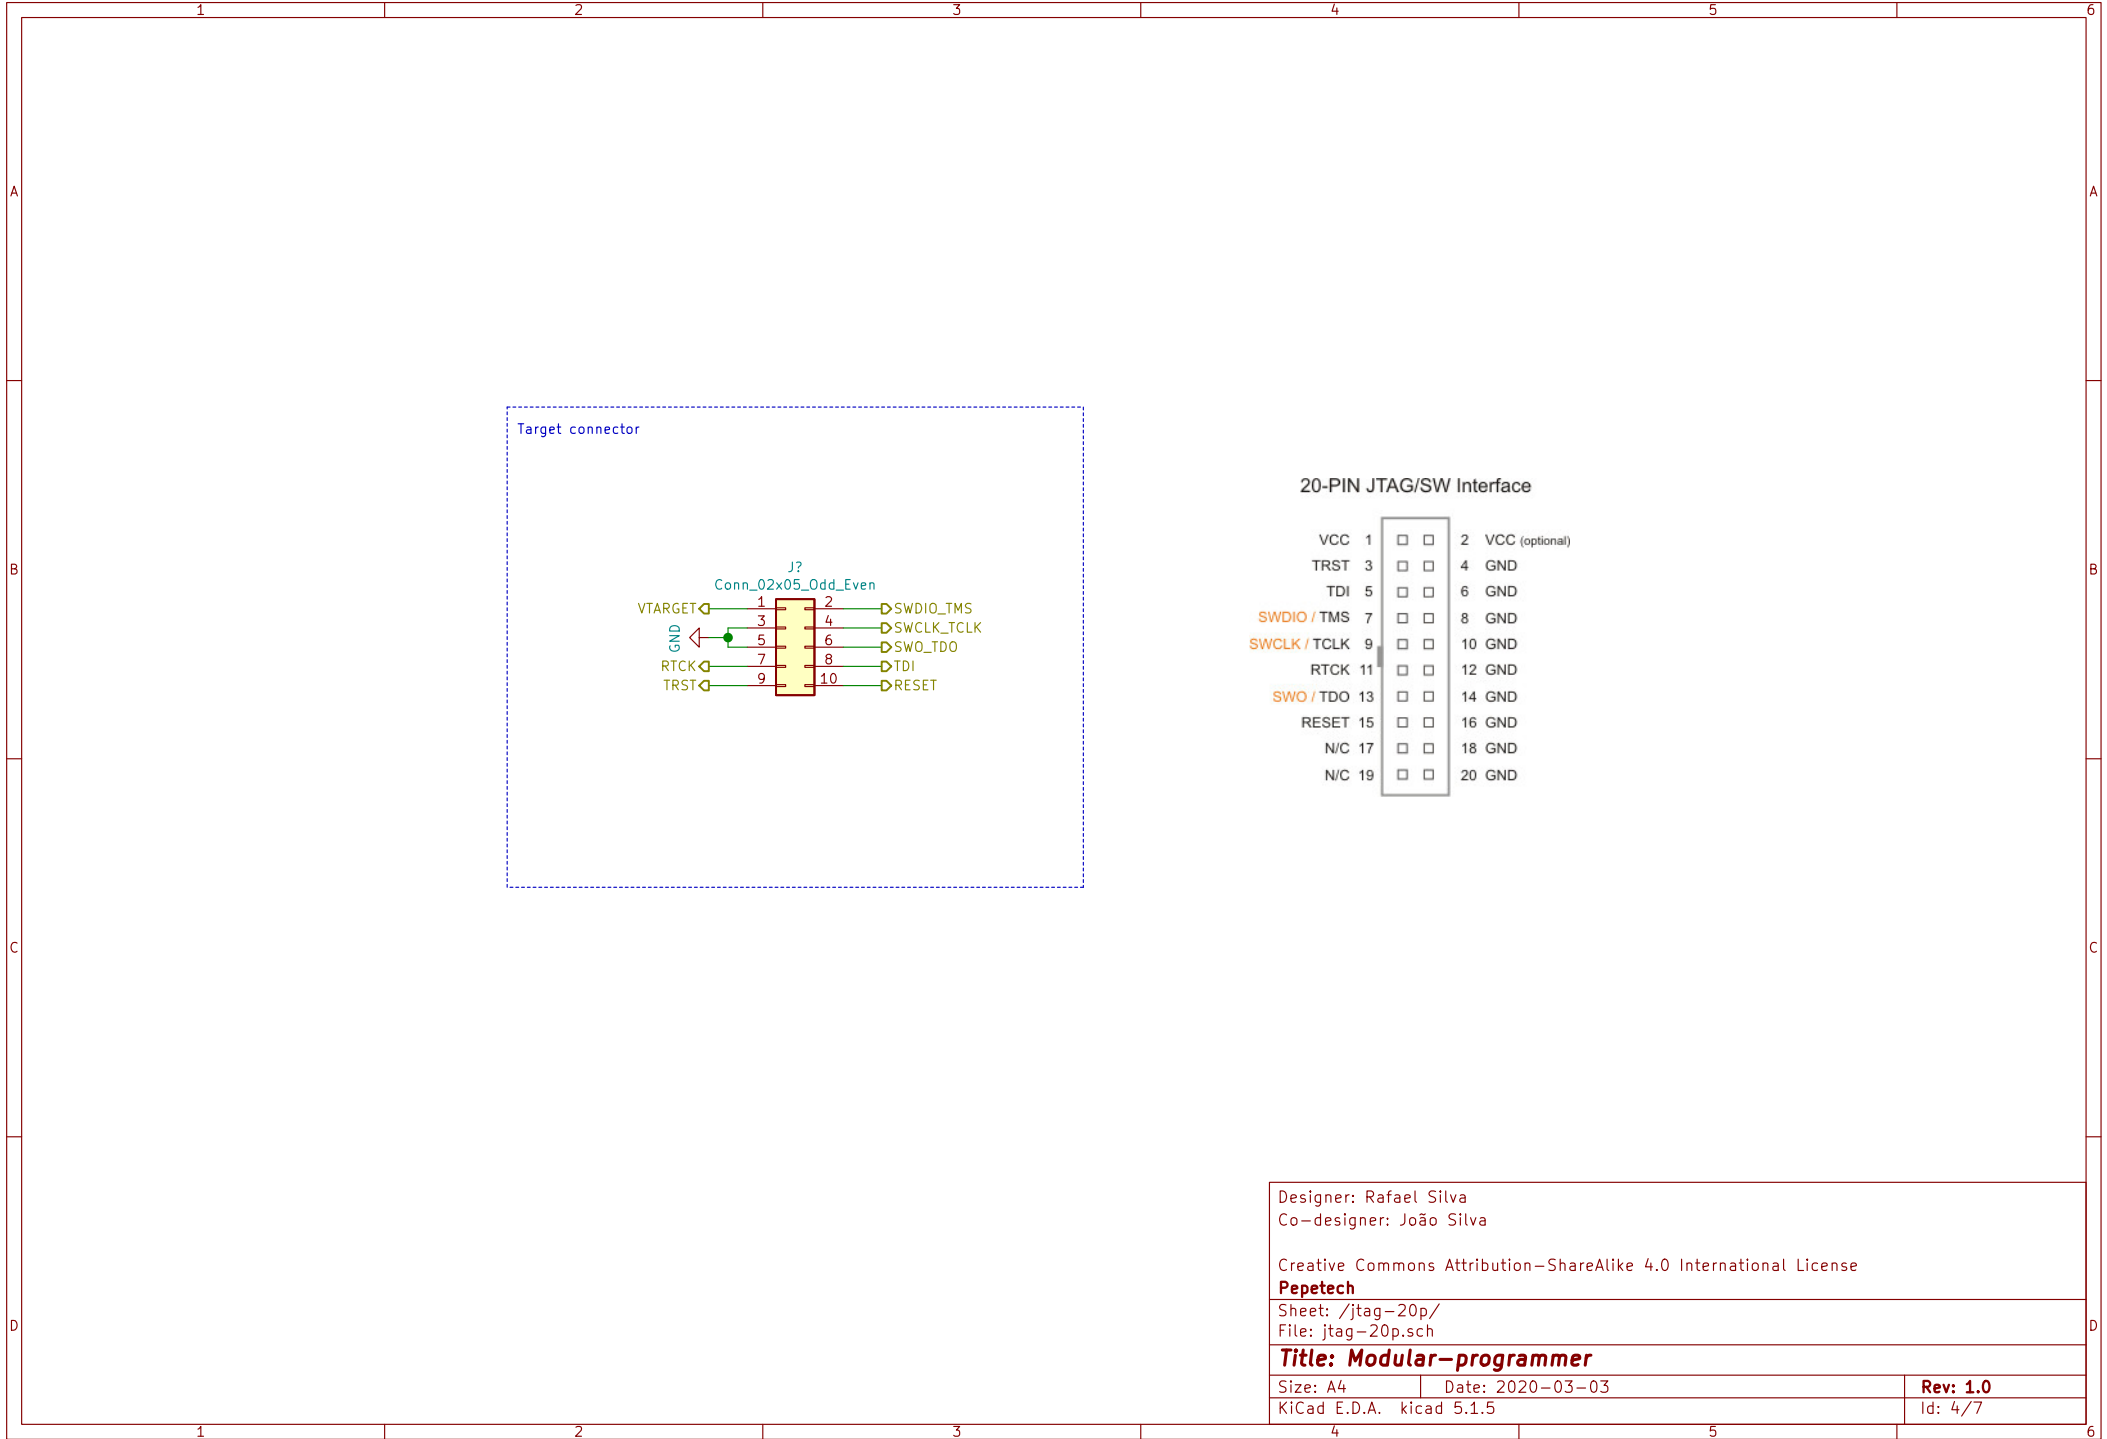 1 2 3 4 5 6
A A
Target connector
20-PIN JTAG/SW Interface
VCC 1 2 VCC (optional)
TRST 3 4 GND
TDI 5 6 GND
SWDIO / TMS 7 8 GND
SWCLK / TCLK 9 10 GND
RTCK 11 12 GND
SWO / TDO 13 14 GND
RESET 15 16 GND
N/C 17 18 GND
N/C 19 20 GND
B B
J?
Conn_02x05_Odd_Even
VTARGET 1 2 SWDIO_TMS
3 4 SWCLK_TCLK
GND
5 6 SWO_TDO
RTCK 7 8 TDI
TRST 9 10 RESET
C C
Designer: Rafael Silva
Co-designer: João Silva
Creative Commons Attribution-ShareAlike 4.0 International License
Pepetech
Sheet: /jtag-20p/
File: jtag-20p.sch
D D
Title: Modular-programmer
Size: A4 Date: 2020-03-03 Rev: 1.0
KiCad E.D.A. kicad 5.1.5 Id: 4/7
1 2 3 4 5 6